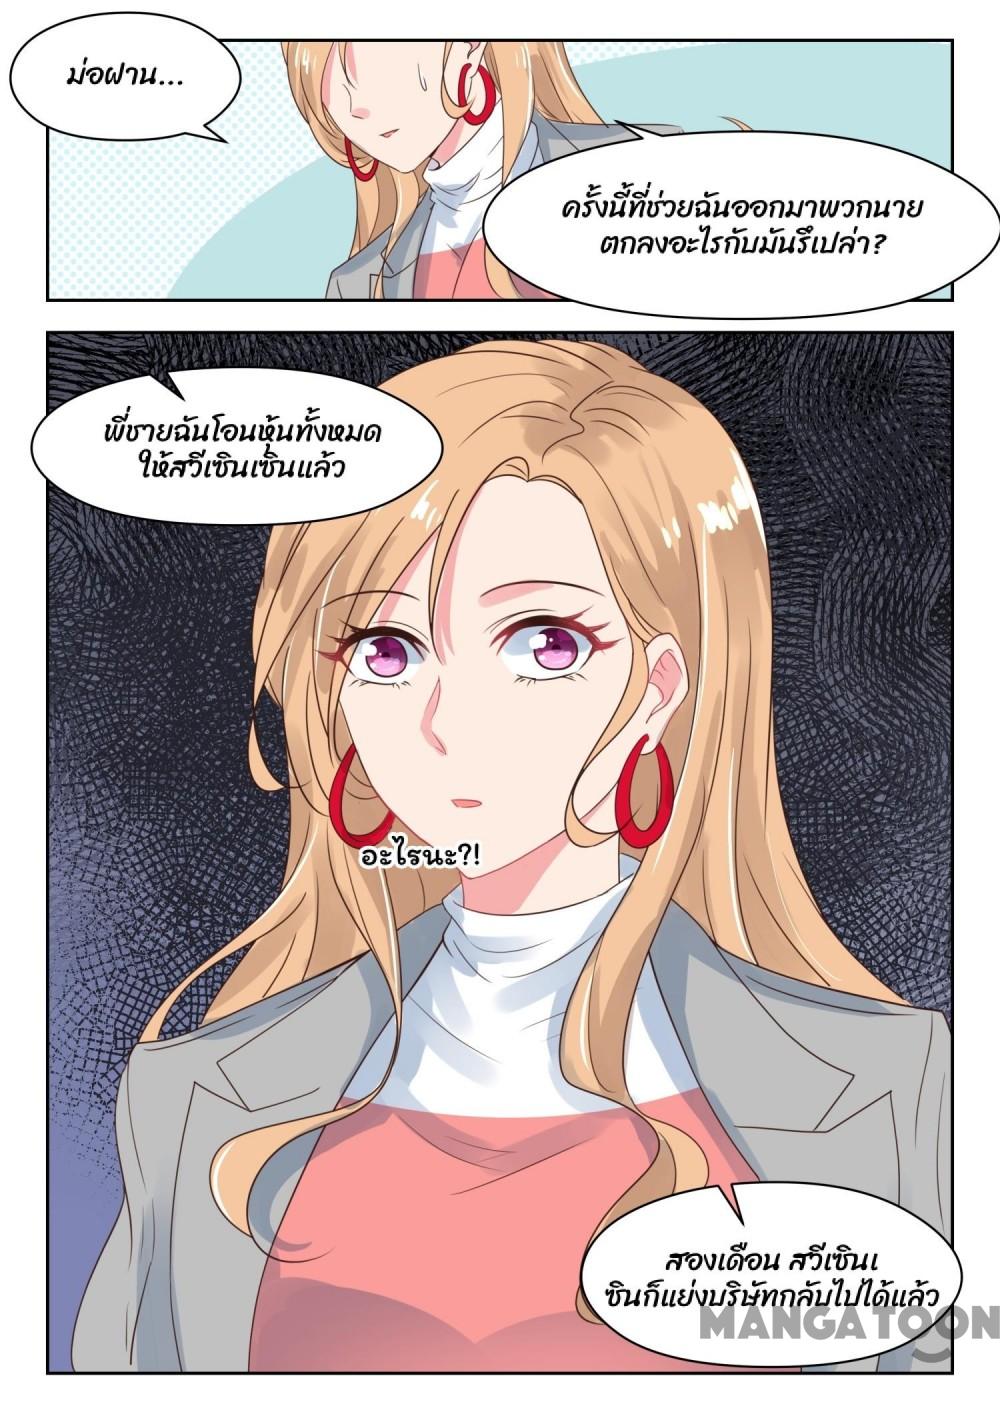 ม่อฝาน...
ครั้งนี้ที่ช่วยฉันออกมาพวกนาย
ตกลงอะไรกับมันรึเปล่า?
พี่ชายฉันโอนหุ้นทั้งหมด
ให้สวีเซินเซินแล้ว
อะไรนะ?!
สองเดือน สวีเซินเ
ซินก็แย่งบริษัทกลับไปได้แล้ว
MANGATOON